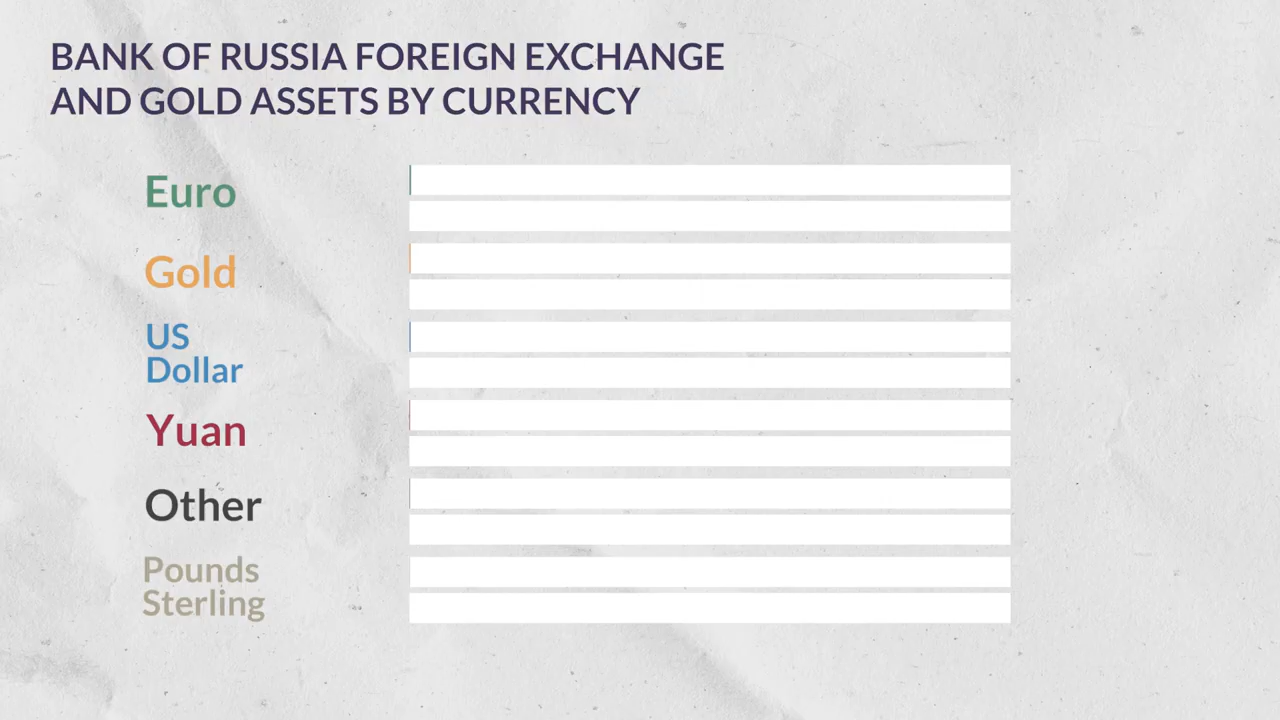 BANK OF RUSSIA FOREIGN EXCHANGE
AND GOLD ASSETS BY CURRENCY
Euro
Gold
US
Dollar
Yuan
Other
Pounds
Sterling